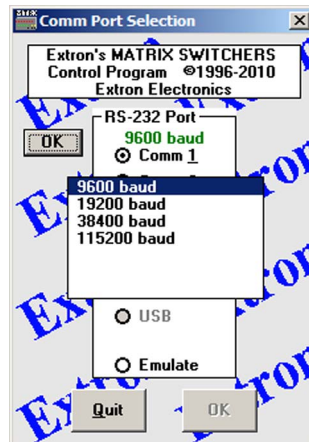 Comm Port Selection
Extron's MATRIX SWITCHERS
Control Program ©1996-2010
Extron Electronics
RS-232 Port
9600 baud
OK
Comm 1
9600 baud
19200 baud
38400 baud
115200 baud
USB
Emulate
Quit
OK
Extron